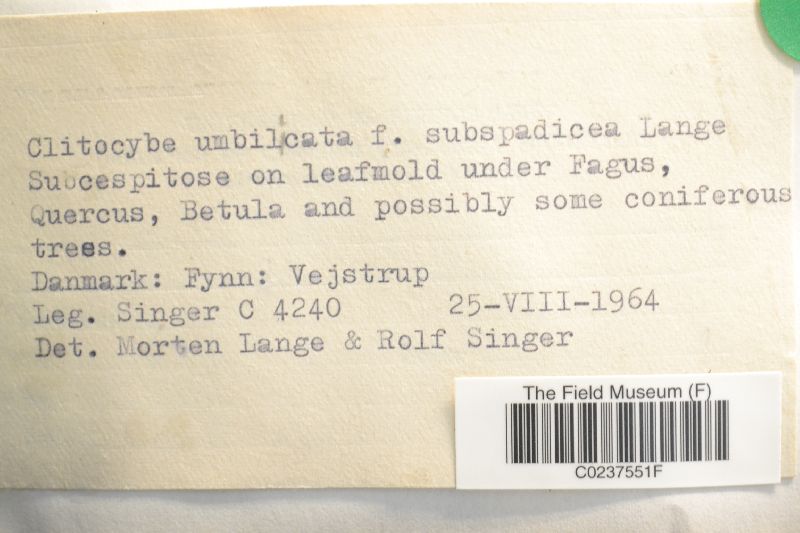 Clitocybe umbilicata f. subspadicea Lange
Subcespitose on leafmold under Fagus,
Quercus, Betula and possibly some coniferous
trees.
Danmark: Fynn: Vejstrup
Leg. Singer C 4240 25-VIII-1964
Det. Morten Lange & Rolf Singer
The Field Museum (F)
C0237551F